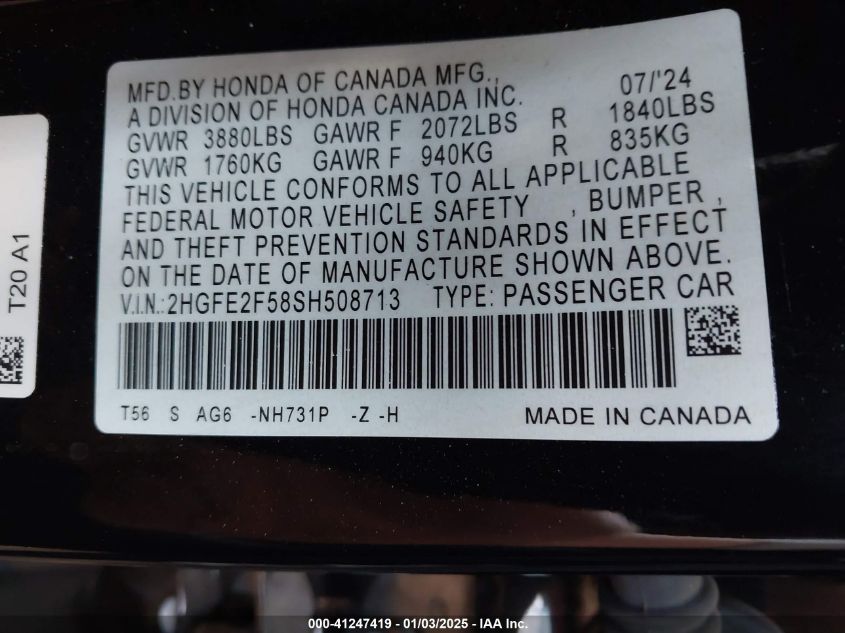 MFD.BY HONDA OF CANADA MFG., 07/'24
A DIVISION OF HONDA CANADA INC.
GVWR 3880LBS GAWR F 2072LBS R 1840LBS
GVWR 1760KG GAWR F 940KG R 835KG
THIS VEHICLE CONFORMS TO ALL APPLICABLE
FEDERAL MOTOR VEHICLE SAFETY , BUMPER ,
AND THEFT PREVENTION STANDARDS IN EFFECT
ON THE DATE OF MANUFACTURE SHOWN ABOVE.
V.I.N.:2HGFE2F58SH508713 TYPE: PASSENGER CAR
T56 S AG6 -NH731P -Z -H MADE IN CANADA
T20 A1
000-41247419 - 01/03/2025 - IAA Inc.